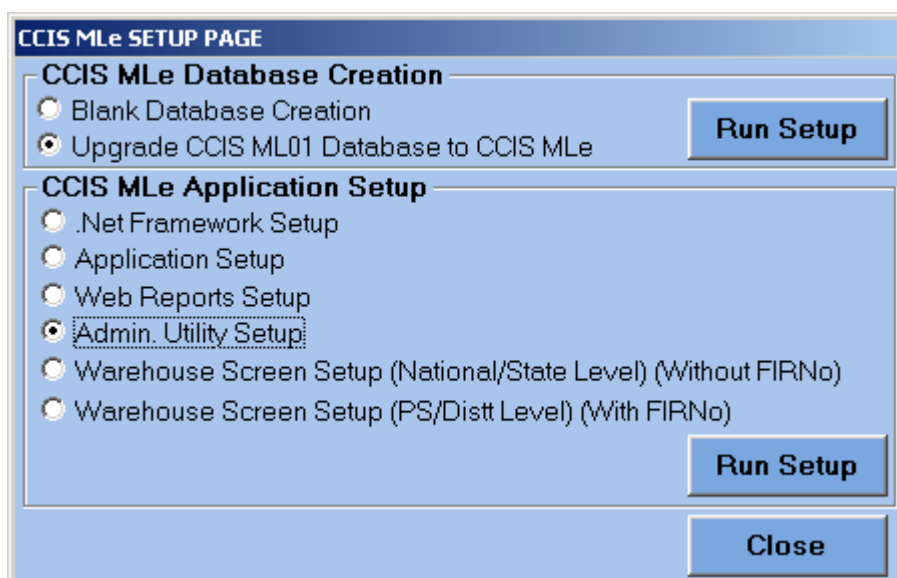 CCIS MLe SETUP PAGE
CCIS MLe Database Creation
Blank Database Creation
Upgrade CCIS ML01 Database to CCIS MLe
Run Setup
CCIS MLe Application Setup
.Net Framework Setup
Application Setup
Web Reports Setup
Admin. Utility Setup
Warehouse Screen Setup (National/State Level) (Without FIRNo)
Warehouse Screen Setup (PS/Distt Level) (With FIRNo)
Run Setup
Close